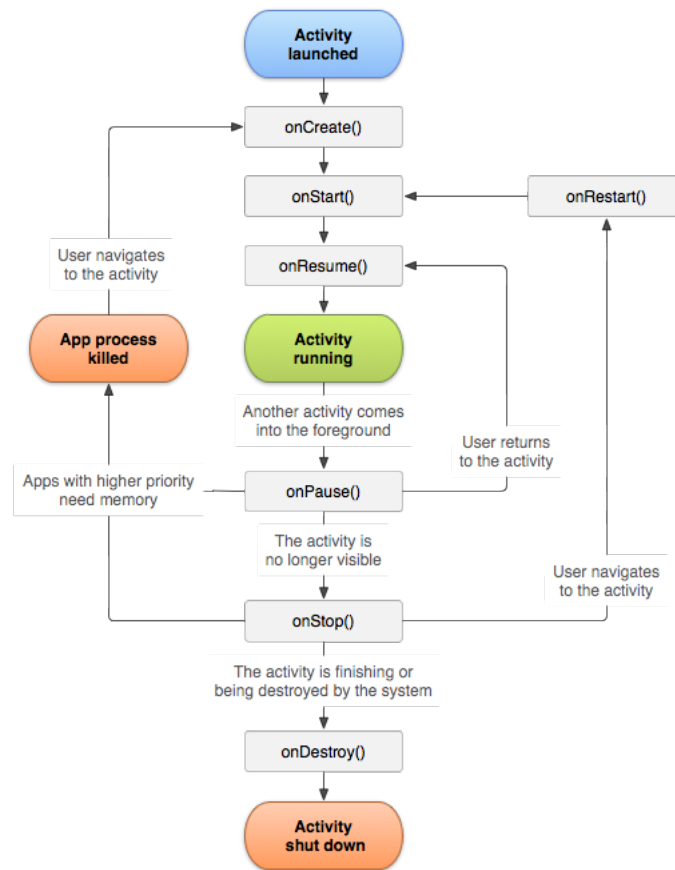 Activity
launched
onCreate()
onStart()
onRestart()
User navigates
to the activity
onResume()
App process
killed
Activity
running
Another activity comes
into the foreground
User returns
to the activity
Apps with higher priority
need memory
onPause()
The activity is
no longer visible
User navigates
to the activity
onStop()
The activity is finishing or
being destroyed by the system
onDestroy()
Activity
shut down